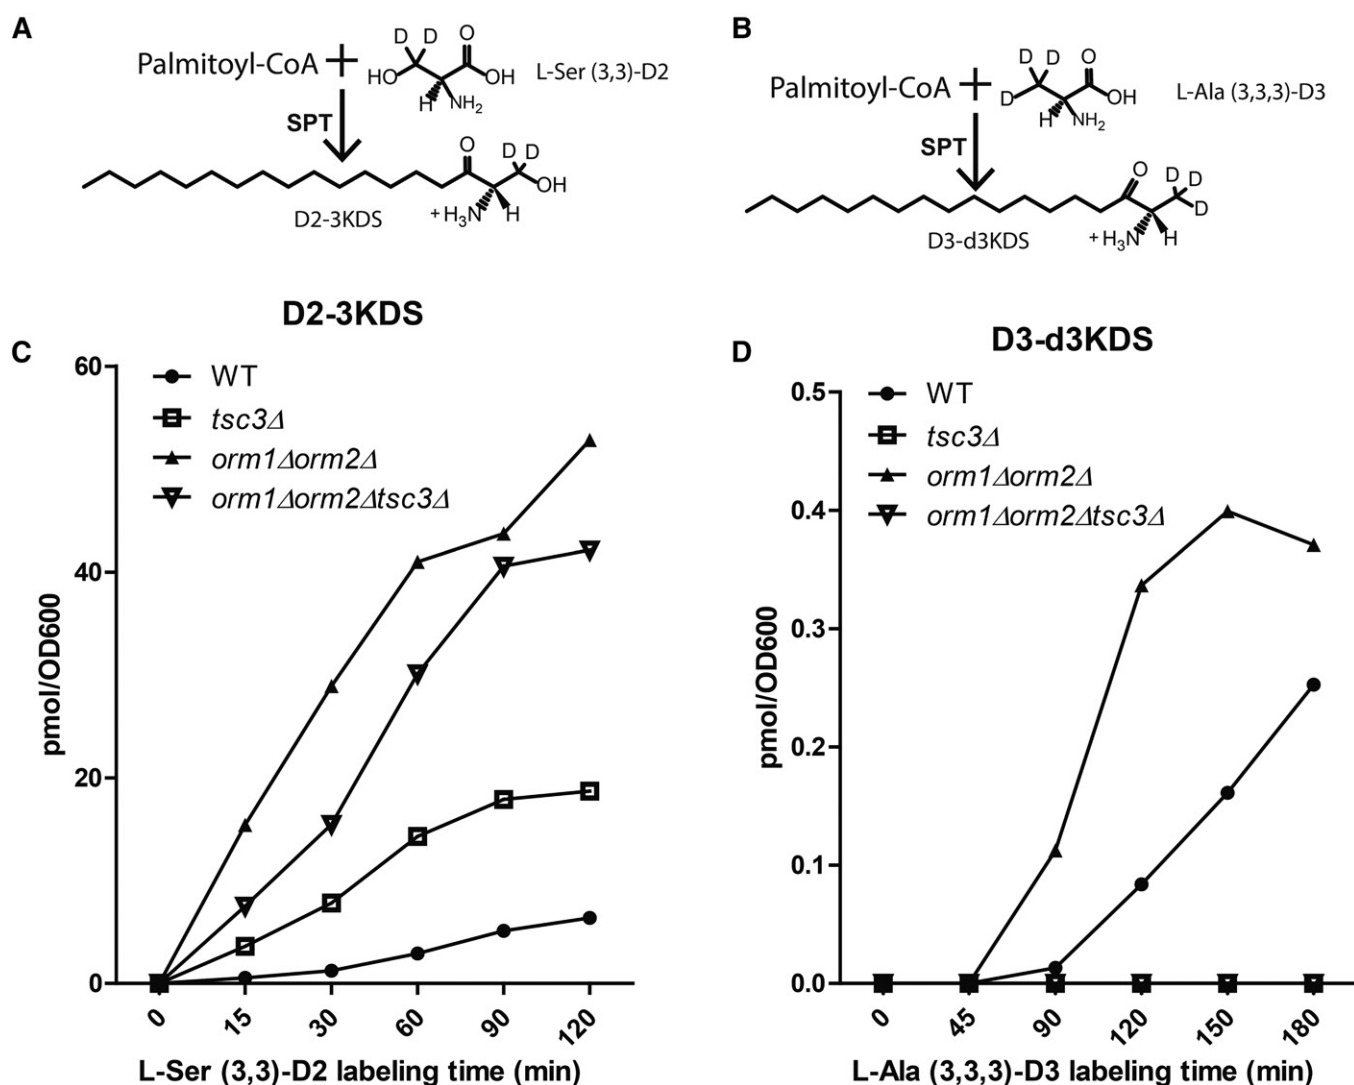 A
Palmitoyl-CoA +
D D O
HO OH
H NH2
L-Ser (3,3)-D2
SPT
O D D
OH
+H3N H
D2-3KDS
B
Palmitoyl-CoA +
D D O
D OH
H NH2
L-Ala (3,3,3)-D3
SPT
O D D
D
+H3N H
D3-d3KDS
D2-3KDS
C
60
40
20
0
pmol/OD600
WT
tsc3Δ
orm1Δorm2Δ
orm1Δorm2Δtsc3Δ
0 15 30 60 90 120
L-Ser (3,3)-D2 labeling time (min)
D3-d3KDS
D
0.5
0.4
0.3
0.2
0.1
0.0
pmol/OD600
WT
tsc3Δ
orm1Δorm2Δ
orm1Δorm2Δtsc3Δ
0 45 90 120 150 180
L-Ala (3,3,3)-D3 labeling time (min)